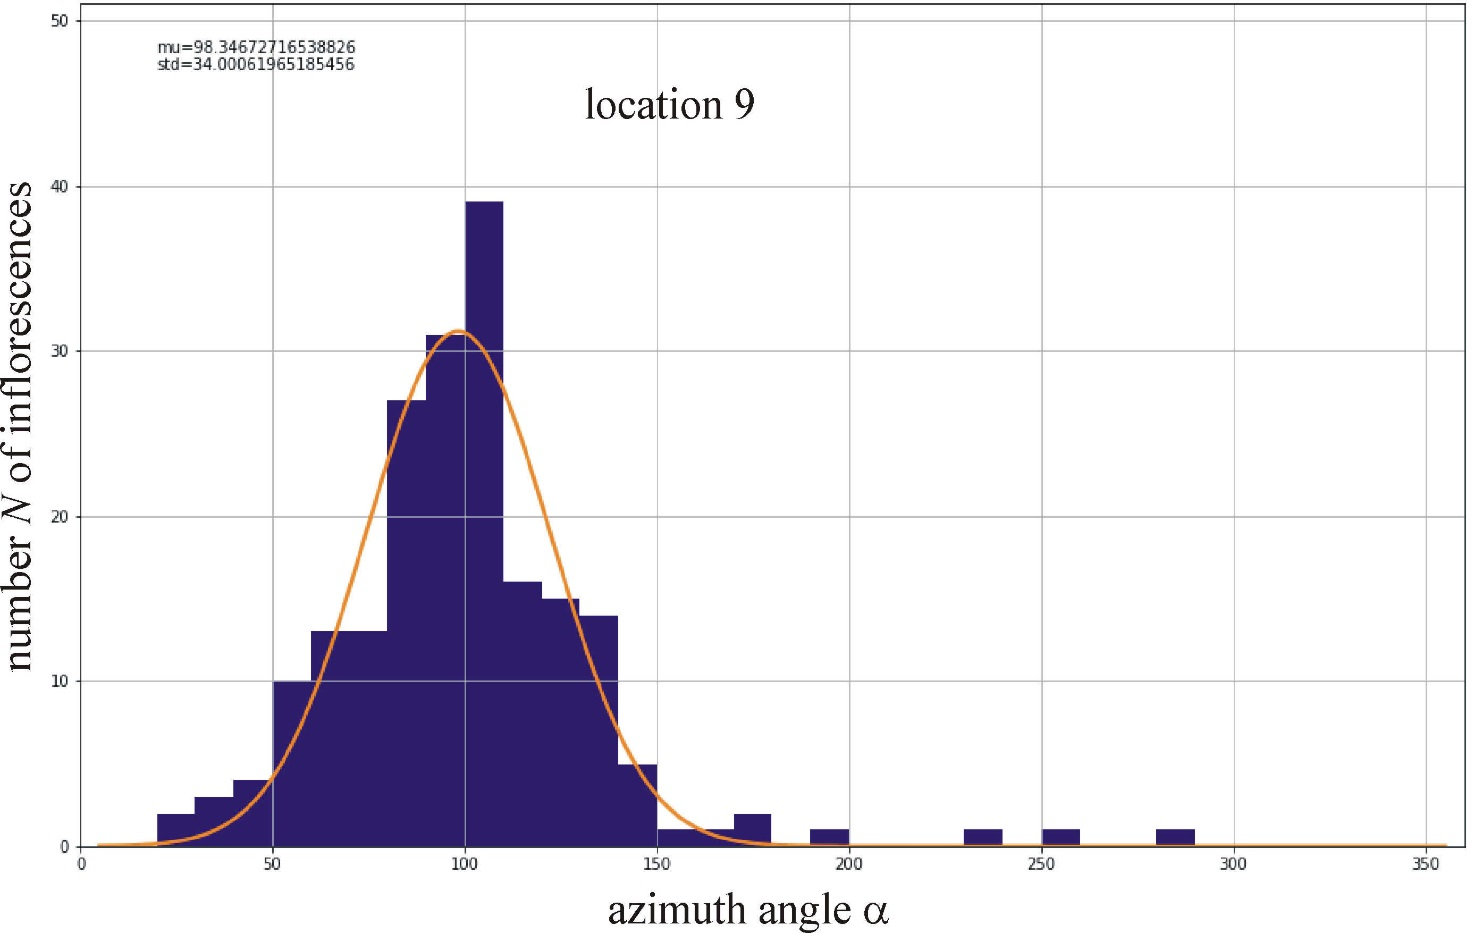 50
mu=98.34672716538826
std=34.00061965185456
location 9
40
30
20
10
0
number N of inflorescences
0 50 100 150 200 250 300 350
azimuth angle α